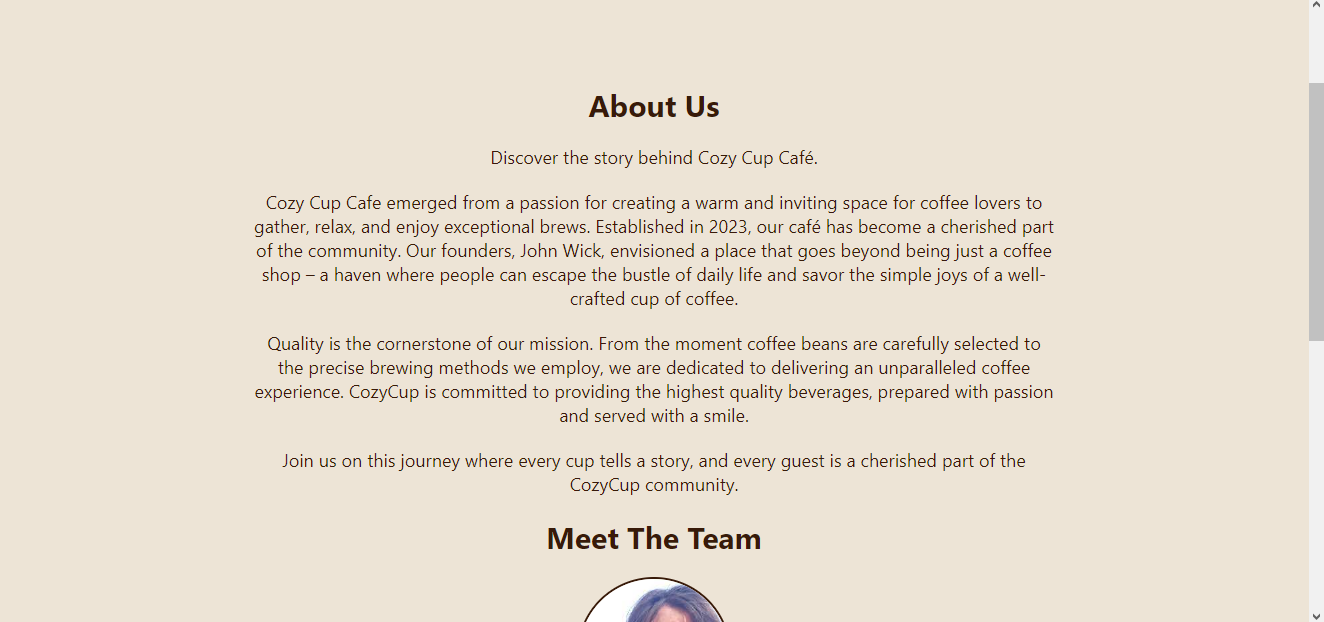 About Us
Discover the story behind Cozy Cup Café.
Cozy Cup Cafe emerged from a passion for creating a warm and inviting space for coffee lovers to
gather, relax, and enjoy exceptional brews. Established in 2023, our café has become a cherished part
of the community. Our founders, John Wick, envisioned a place that goes beyond being just a coffee
shop – a haven where people can escape the bustle of daily life and savor the simple joys of a well-
crafted cup of coffee.
Quality is the cornerstone of our mission. From the moment coffee beans are carefully selected to
the precise brewing methods we employ, we are dedicated to delivering an unparalleled coffee
experience. CozyCup is committed to providing the highest quality beverages, prepared with passion
and served with a smile.
Join us on this journey where every cup tells a story, and every guest is a cherished part of the
CozyCup community.
Meet The Team